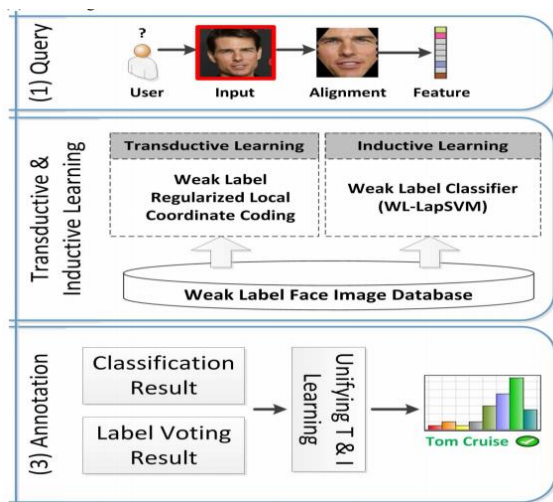 (1) Query
?
User
Input
Alignment
Feature
Transductive &
Inductive Learning
Transductive Learning
Weak Label
Regularized Local
Coordinate Coding
Inductive Learning
Weak Label Classifier
(WL-LapSVM)
Weak Label Face Image Database
(3) Annotation
Classification
Result
Label Voting
Result
Unifying T & I
Learning
Tom Cruise